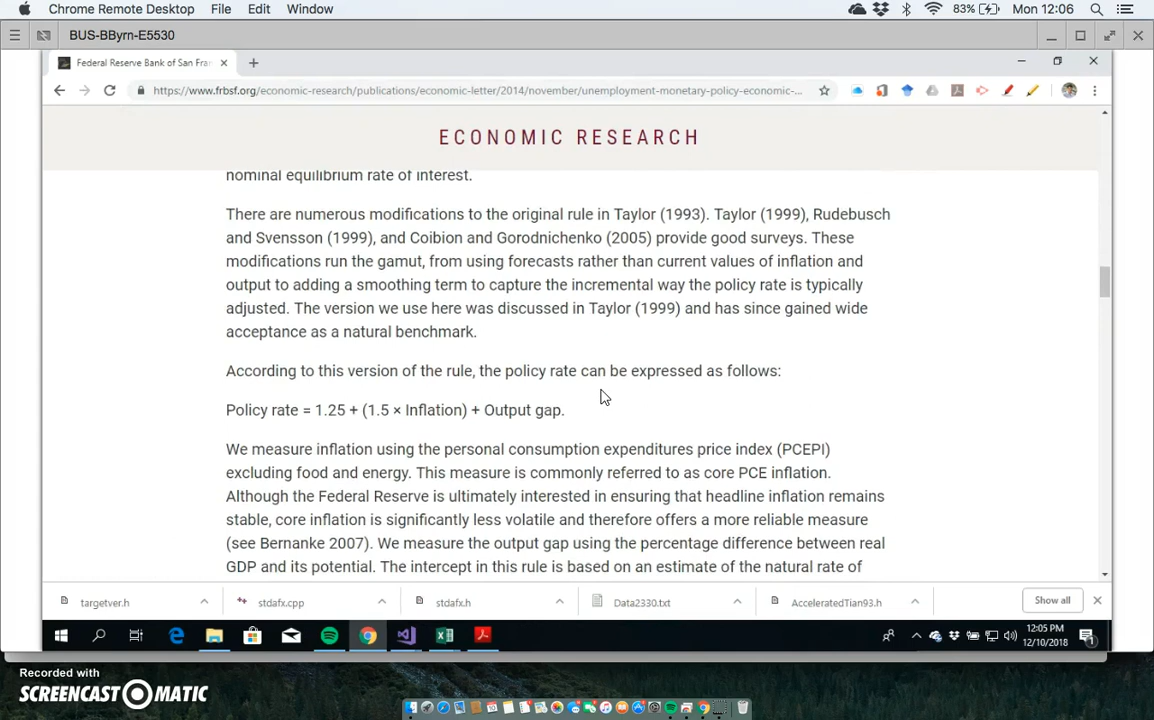 Chrome Remote Desktop File Edit Window 83% Mon 12:06
BUS-BByrn-E5530
Federal Reserve Bank of San Fran
https://www.frbsf.org/economic-research/publications/economic-letter/2014/november/unemployment-monetary-policy-economic-...
ECONOMIC RESEARCH
nominal equilibrium rate of interest.
There are numerous modifications to the original rule in Taylor (1993). Taylor (1999), Rudebusch
and Svensson (1999), and Coibion and Gorodnichenko (2005) provide good surveys. These
modifications run the gamut, from using forecasts rather than current values of inflation and
output to adding a smoothing term to capture the incremental way the policy rate is typically
adjusted. The version we use here was discussed in Taylor (1999) and has since gained wide
acceptance as a natural benchmark.
According to this version of the rule, the policy rate can be expressed as follows:
Policy rate = 1.25 + (1.5 × Inflation) + Output gap.
We measure inflation using the personal consumption expenditures price index (PCEPI)
excluding food and energy. This measure is commonly referred to as core PCE inflation.
Although the Federal Reserve is ultimately interested in ensuring that headline inflation remains
stable, core inflation is significantly less volatile and therefore offers a more reliable measure
(see Bernanke 2007). We measure the output gap using the percentage difference between real
GDP and its potential. The intercept in this rule is based on an estimate of the natural rate of
targetver.h stdafx.cpp stdafx.h Data2330.txt AcceleratedTian93.h Show all
12:05 PM
12/10/2018
Recorded with
SCREENCAST-O-MATIC